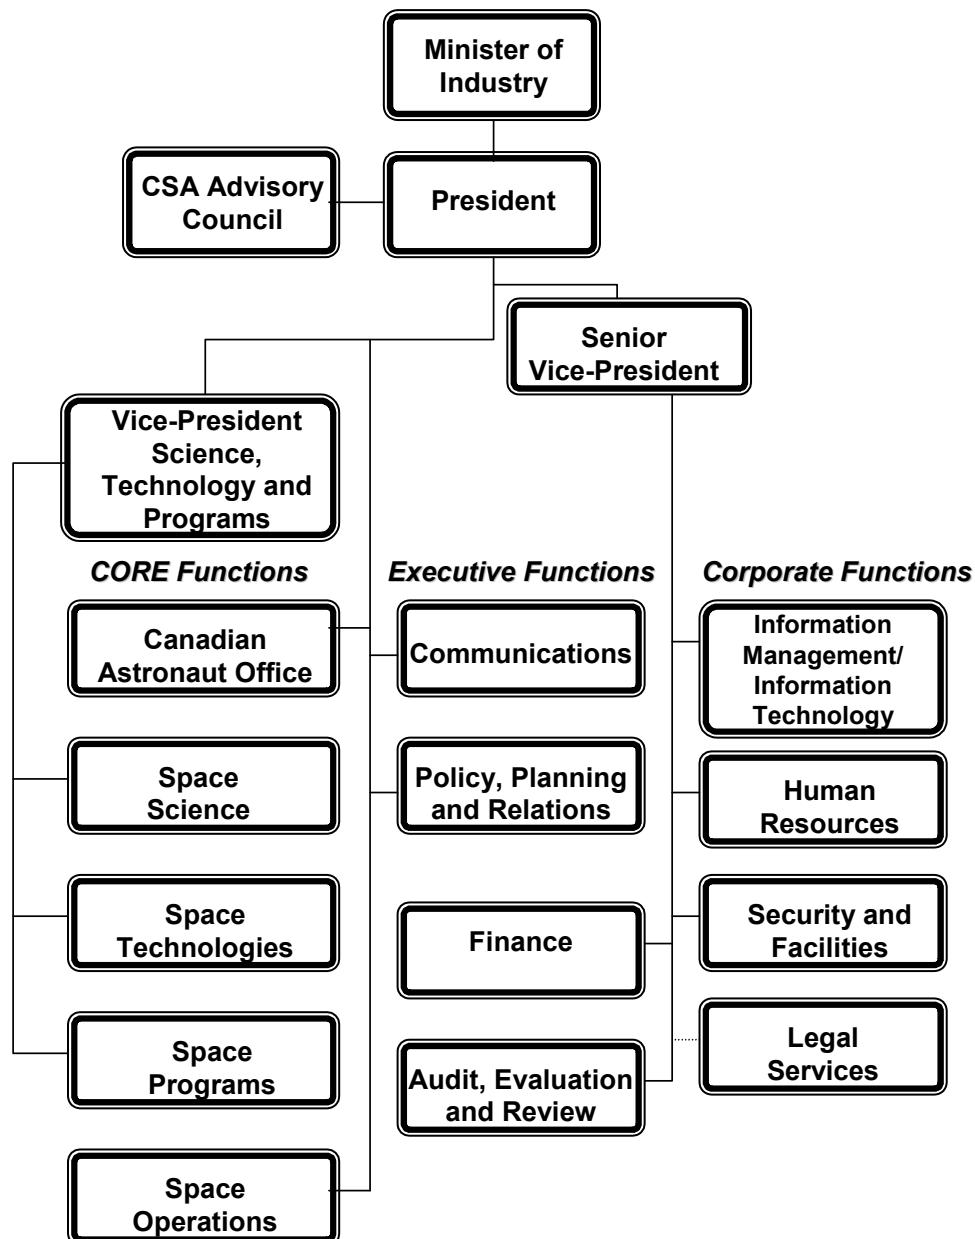 Minister of
Industry
CSA Advisory
Council
President
Senior
Vice-President
Vice-President
Science,
Technology and
Programs
CORE Functions
Executive Functions
Corporate Functions
Canadian
Astronaut Office
Communications
Information
Management/
Information
Technology
Space
Science
Policy, Planning
and Relations
Human
Resources
Space
Technologies
Finance
Security and
Facilities
Space
Programs
Audit, Evaluation
and Review
Legal
Services
Space
Operations